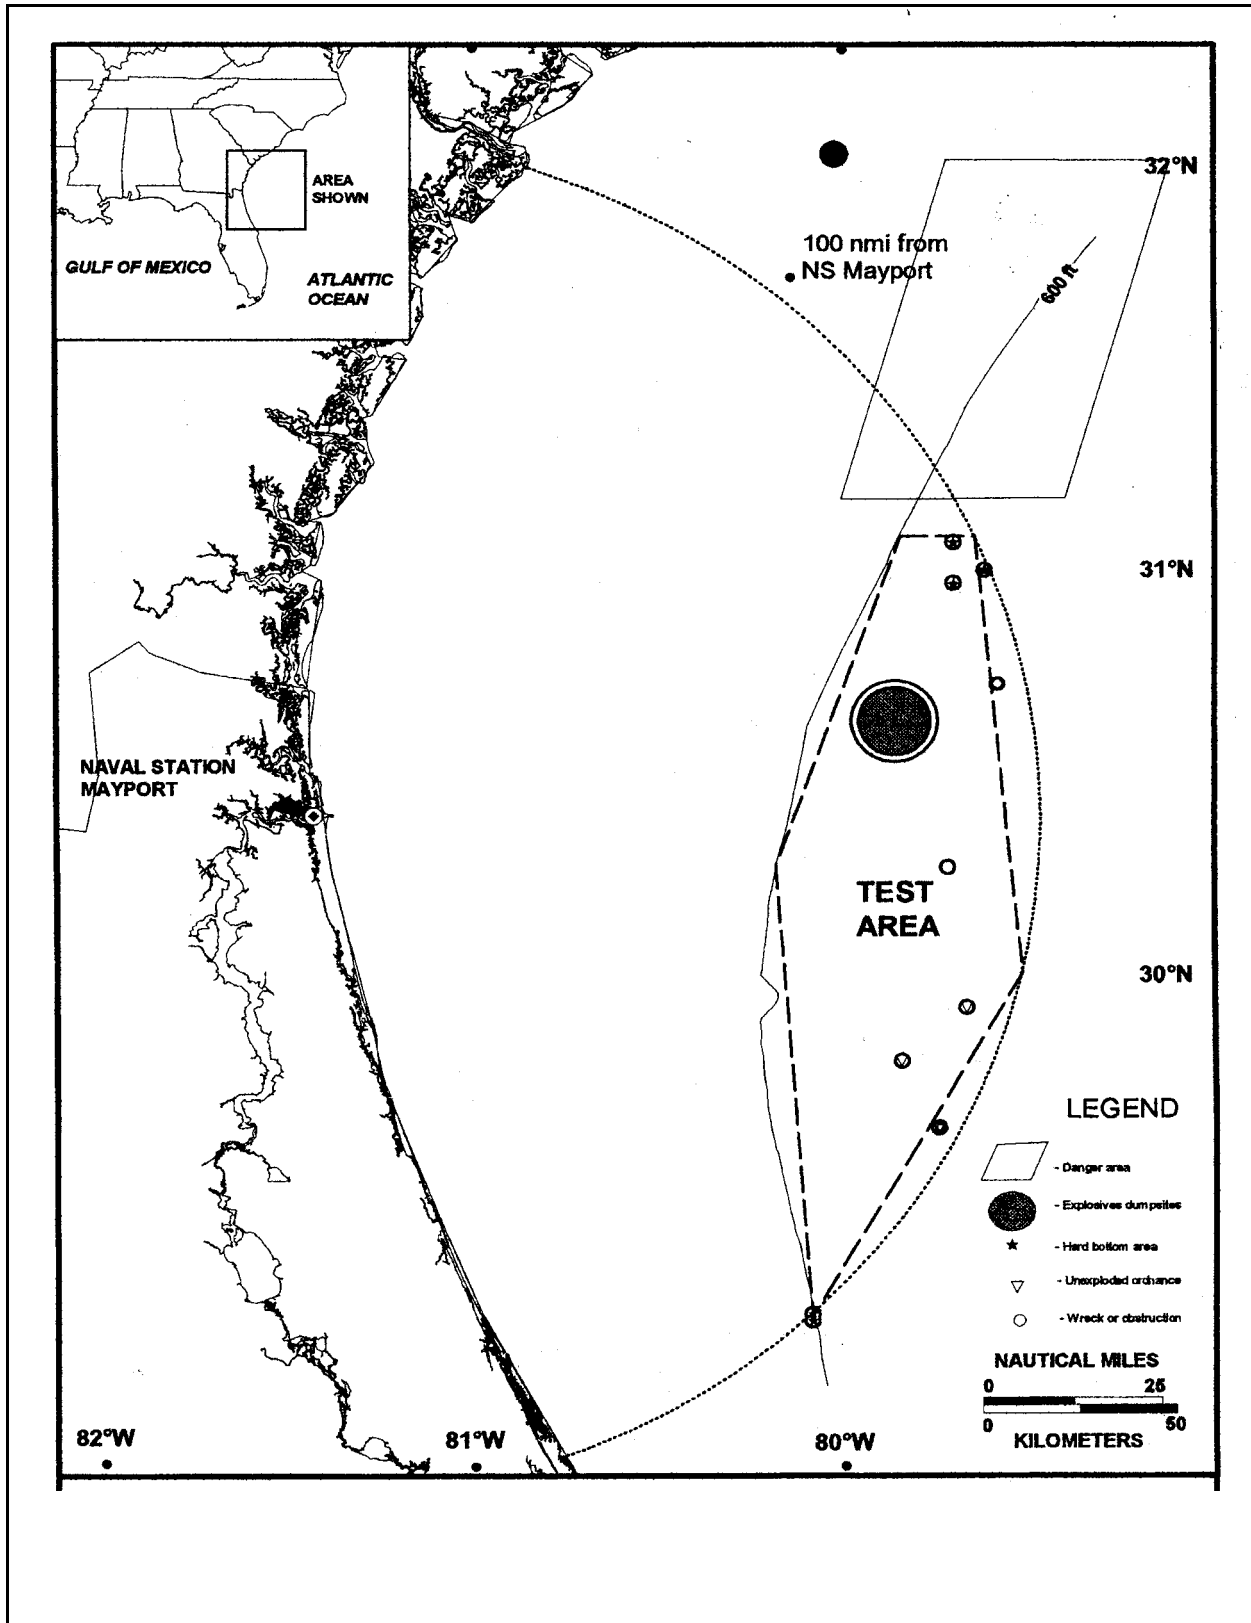 AREA
SHOWN
GULF OF MEXICO
ATLANTIC
OCEAN
32°N
100 nmi from
NS Mayport
600 ft
31°N
NAVAL STATION
MAYPORT
TEST
AREA
30°N
LEGEND
- Danger area
- Explosives dumpsites
- Hard bottom area
- Unexploded ordnance
- Wreck or obstruction
NAUTICAL MILES
0 25
0 50
KILOMETERS
82°W
81°W
80°W